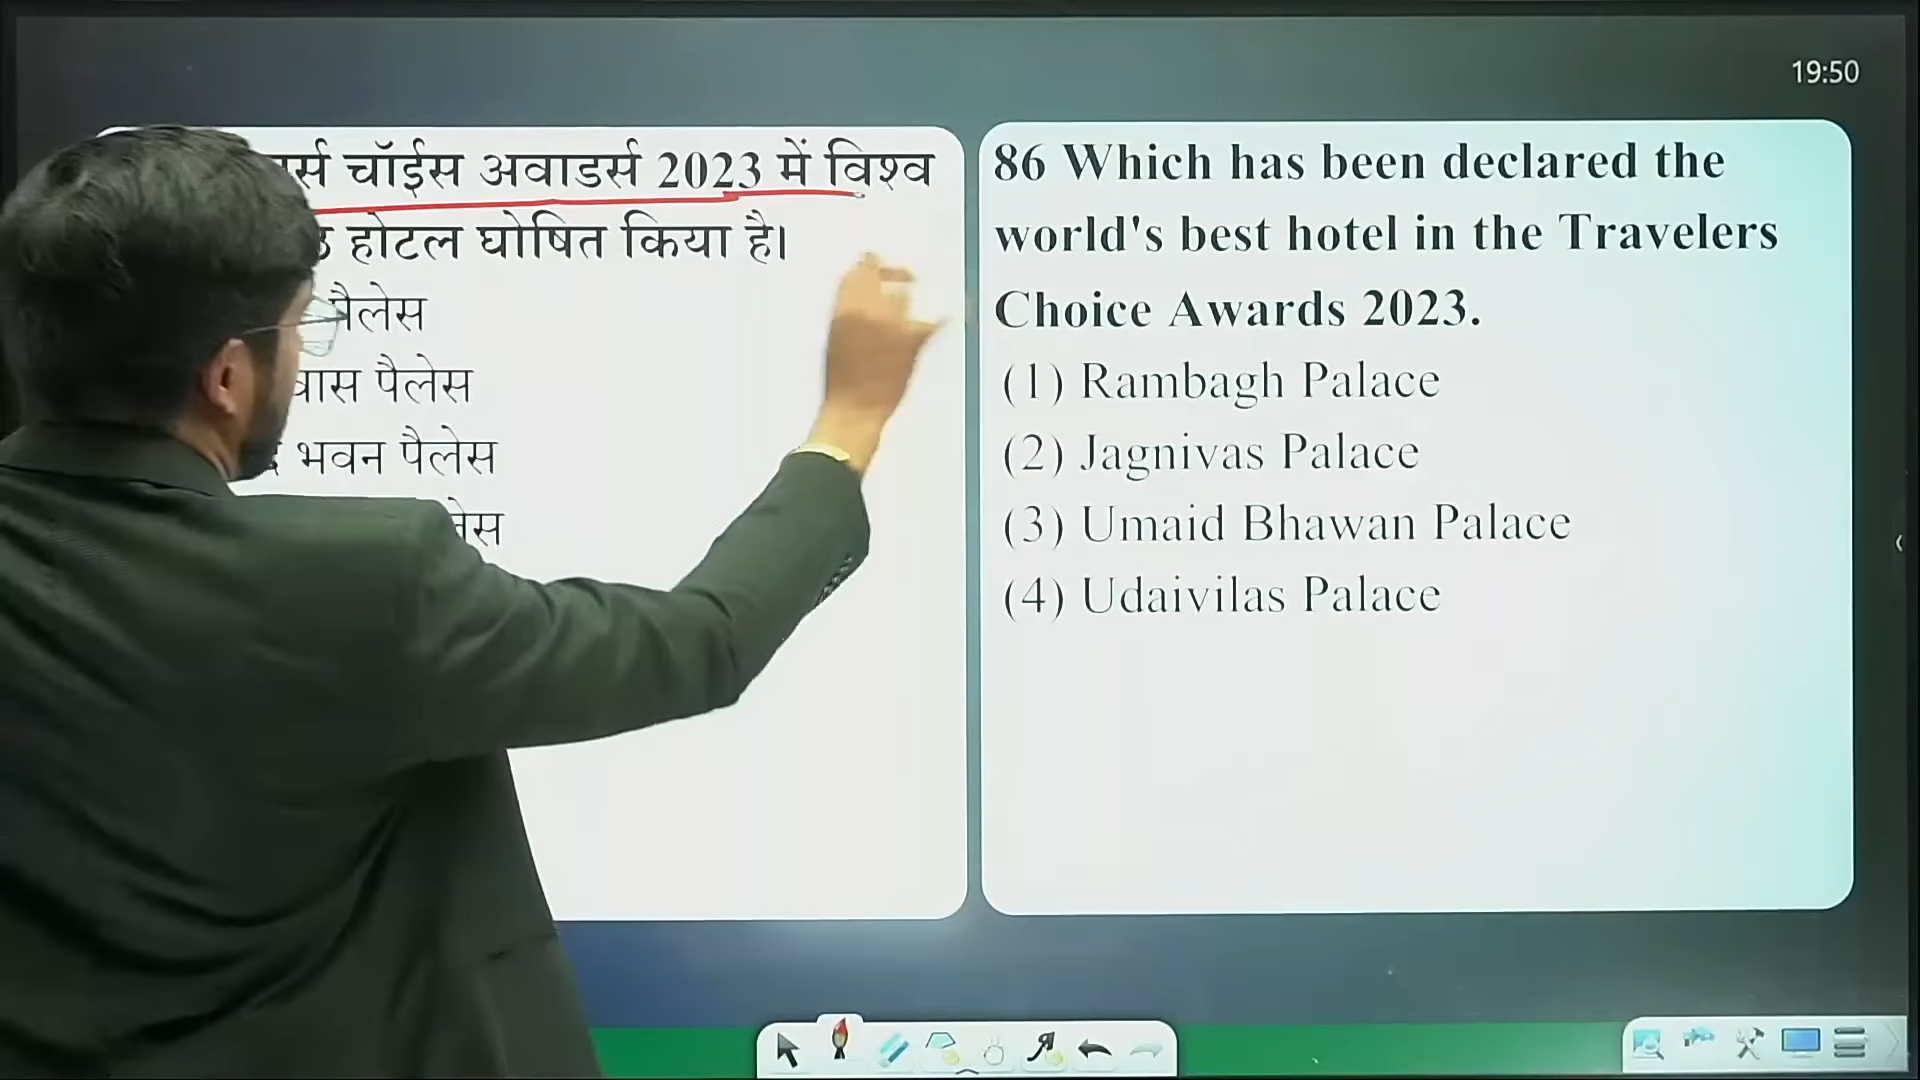 19:50
चॉईस अवाडर्स 2023 में विश्व
होटल घोषित किया है।
पैलेस
पैलेस
भवन पैलेस
86 Which has been declared the
world's best hotel in the Travelers
Choice Awards 2023.
(1) Rambagh Palace
(2) Jagnivas Palace
(3) Umaid Bhawan Palace
(4) Udaivilas Palace